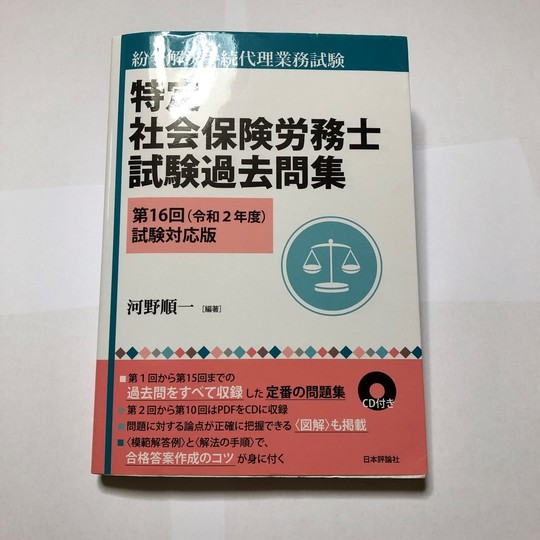 紛争解決手続代理業務試験
特定
社会保険労務士
試験過去問集
第16回(令和2年度)
試験対応版
河野順一 [編著]
■第1回から第15回までの
過去問をすべて収録した定番の問題集
■第2回から第10回はPDFをCDに収録
■問題に対する論点が正確に把握できる〈図解〉も掲載
■〈模範解答例〉と〈解法の手順〉で、
合格答案作成のコツが身に付く
CD付き
日本評論社